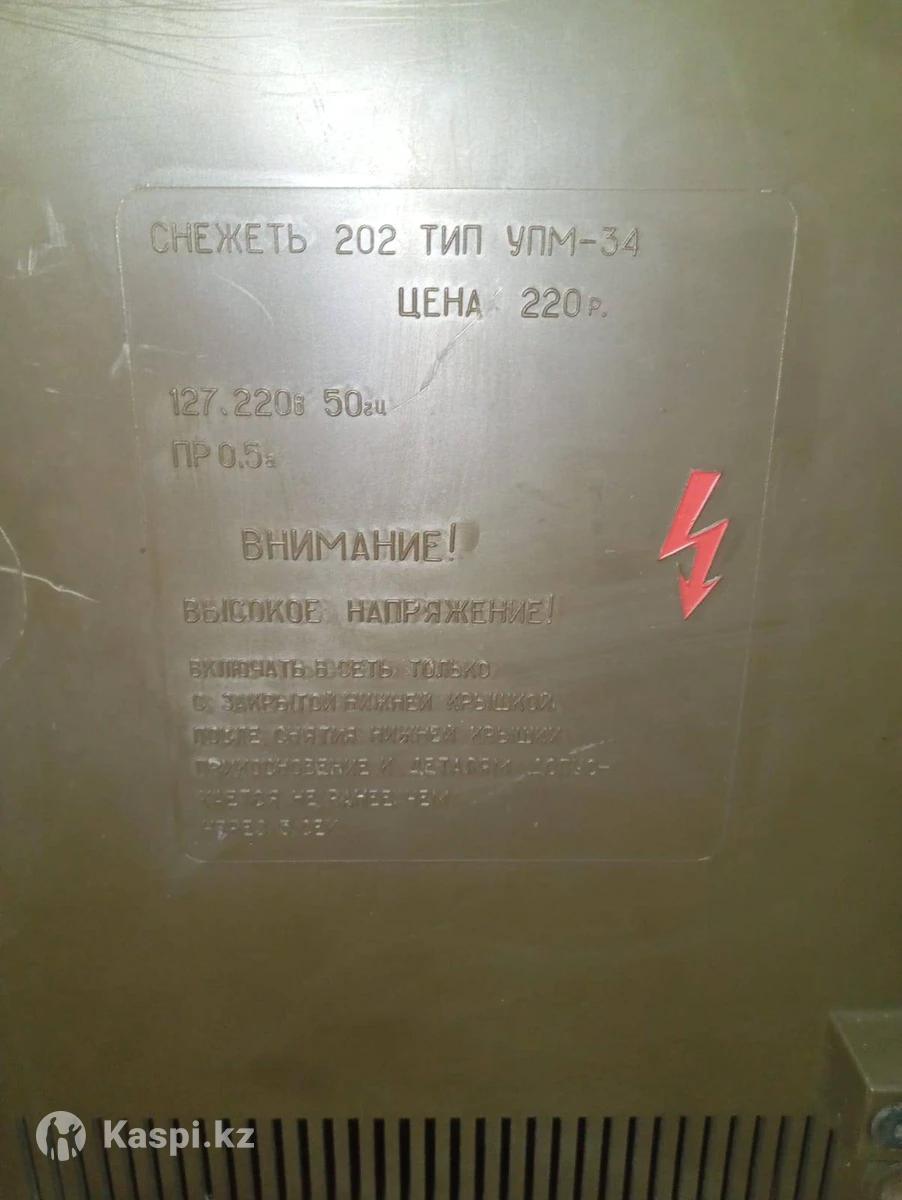 СНЕЖЕТЬ 202 ТИП УПМ-34
ЦЕНА 220 р.
127.220в 50гц
ПР 0.5а
ВНИМАНИЕ!
ВЫСОКОЕ НАПРЯЖЕНИЕ!
ВКЛЮЧАТЬ В СЕТЬ ТОЛЬКО
С ЗАКРЫТОЙ НИЖНЕЙ КРЫШКОЙ
ПОСЛЕ СНЯТИЯ НИЖНЕЙ КРЫШКИ
ПРИКОСНОВЕНИЕ К ДЕТАЛЯМ ДОПУС-
КАЕТСЯ НЕ РАНЕЕ ЧЕМ
ЧЕРЕЗ СЕК
Kaspi.kz